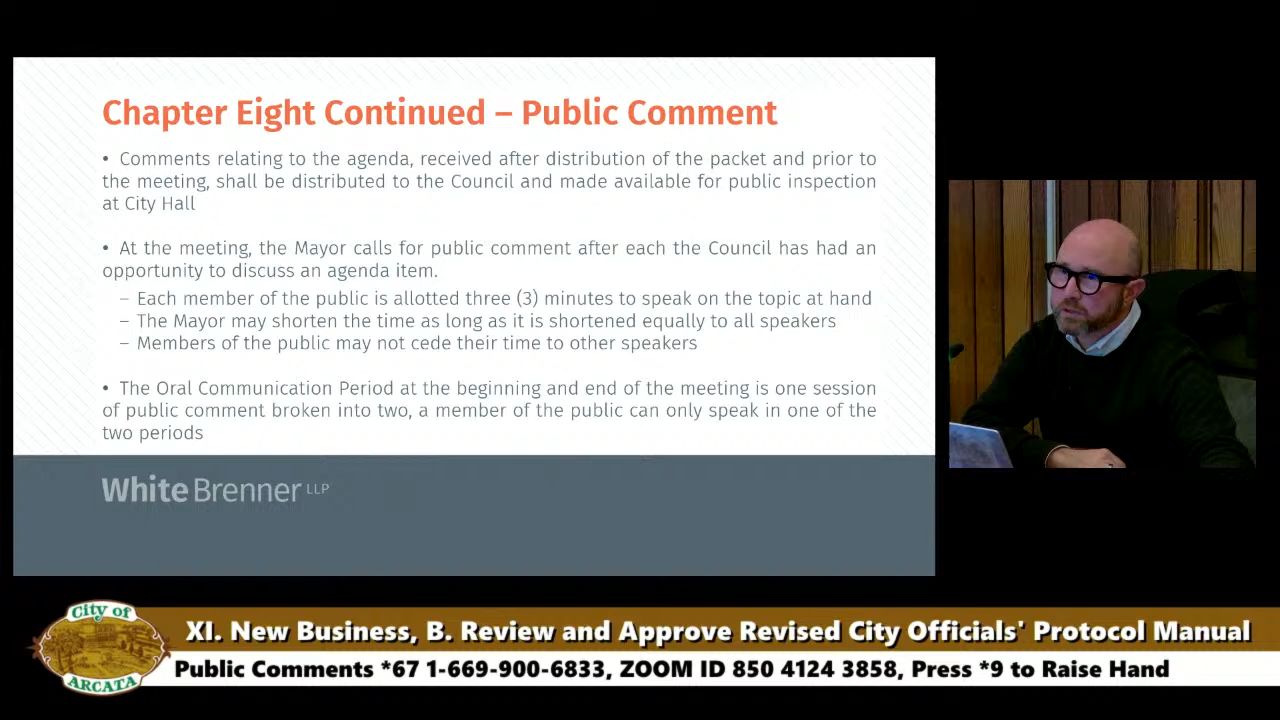 Chapter Eight Continued – Public Comment
• Comments relating to the agenda, received after distribution of the packet and prior to
the meeting, shall be distributed to the Council and made available for public inspection
at City Hall
• At the meeting, the Mayor calls for public comment after each the Council has had an
opportunity to discuss an agenda item.
– Each member of the public is allotted three (3) minutes to speak on the topic at hand
– The Mayor may shorten the time as long as it is shortened equally to all speakers
– Members of the public may not cede their time to other speakers
• The Oral Communication Period at the beginning and end of the meeting is one session
of public comment broken into two, a member of the public can only speak in one of the
two periods
WhiteBrenner LLP
City of
ARCATA
XI. New Business, B. Review and Approve Revised City Officials' Protocol Manual
Public Comments *67 1-669-900-6833, ZOOM ID 850 4124 3858, Press *9 to Raise Hand